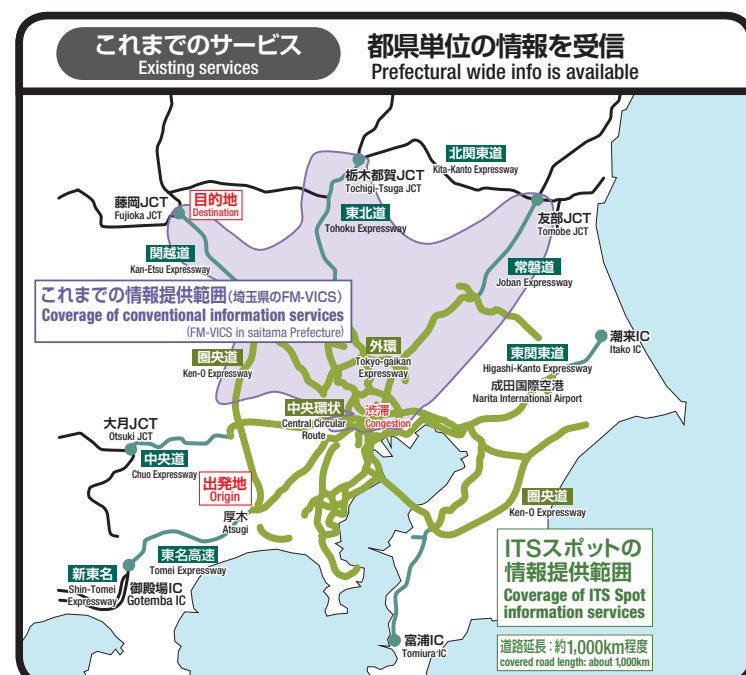 これまでのサービス
Existing services
都県単位の情報を受信
Prefectural wide info is available
北関東道
Kita-Kanto Expressway
栃木都賀JCT
Tochigi-Tsuga JCT
藤岡JCT
Fujioka JCT
目的地
Destination
東北道
Tohoku Expressway
友部JCT
Tomobe JCT
関越道
Kan-Etsu Expressway
常磐道
Joban Expressway
これまでの情報提供範囲(埼玉県のFM-VICS)
Coverage of conventional information services
(FM-VICS in saitama Prefecture)
外環
Tokyo-gaikan
Expressway
圏央道
Ken-O Expressway
東関東道
Higashi-Kanto Expressway
潮来IC
Itako IC
成田国際空港
Narita International Airport
中央環状
Central Circular
Route
渋滞
Congestion
大月JCT
Otsuki JCT
中央道
Chuo Expressway
出発地
Origin
厚木
Atsugi
圏央道
Ken-O Expressway
東名高速
Tomei Expressway
新東名
Shin-Tomei
Expressway
御殿場IC
Gotemba IC
ITSスポットの
情報提供範囲
Coverage of ITS Spot
information services
道路延長：約1,000km程度
covered road length: about 1,000km
富浦IC
Tomiura IC